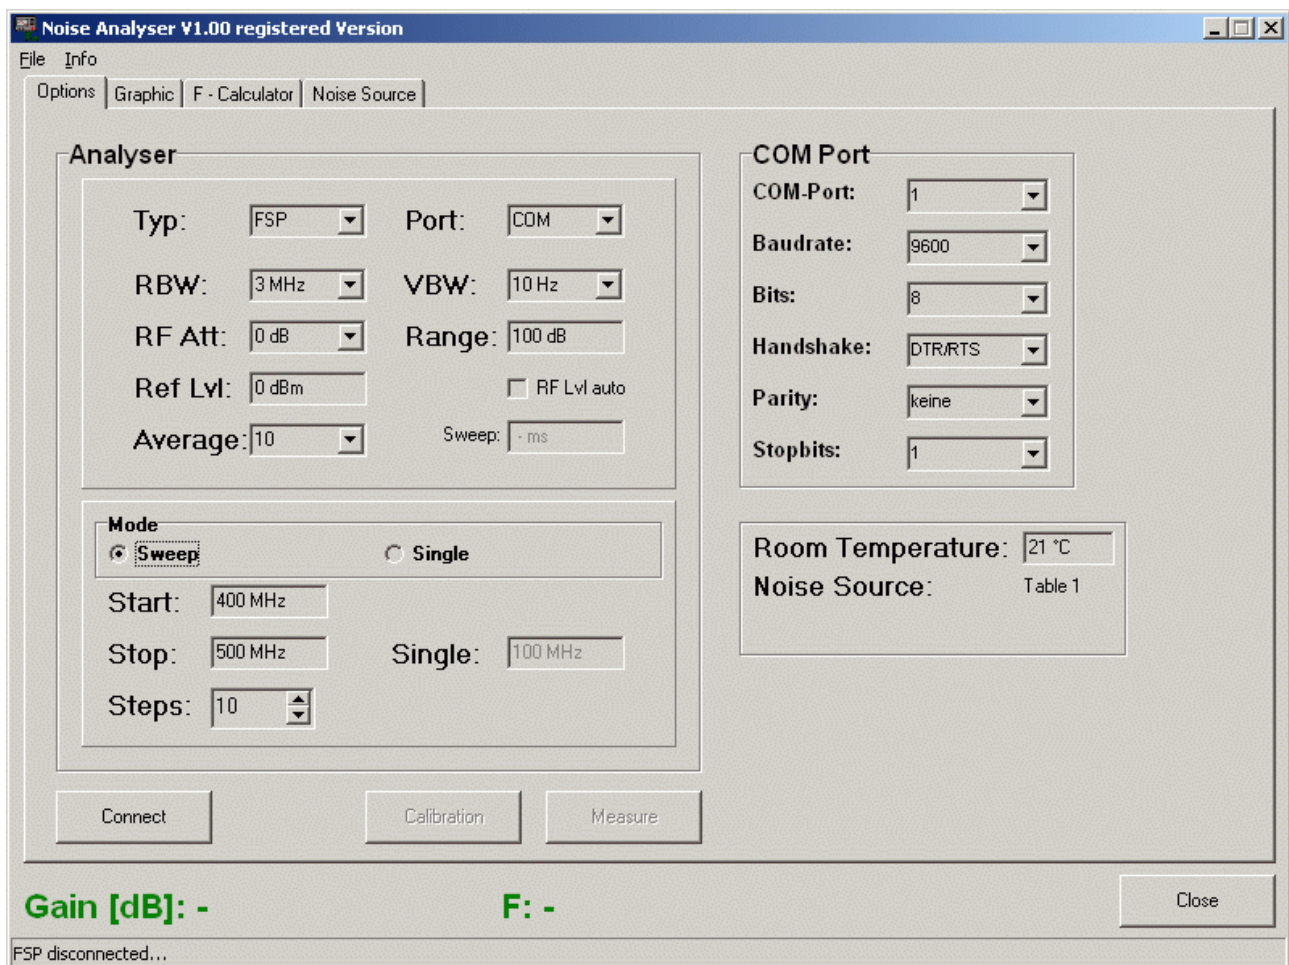 Noise Analyser V1.00 registered Version
File Info
Options Graphic F - Calculator Noise Source
Analyser
Typ: FSP Port: COM
RBW: 3 MHz VBW: 10 Hz
RF Att: 0 dB Range: 100 dB
Ref Lvl: 0 dBm RF Lvl auto
Average: 10 Sweep: - ms
Mode
Sweep Single
Start: 400 MHz
Stop: 500 MHz Single: 100 MHz
Steps: 10
COM Port
COM-Port: 1
Baudrate: 9600
Bits: 8
Handshake: DTR/RTS
Parity: keine
Stopbits: 1
Room Temperature: 21 °C
Noise Source: Table 1
Connect Calibration Measure
Gain [dB]: - F: - Close
FSP disconnected...